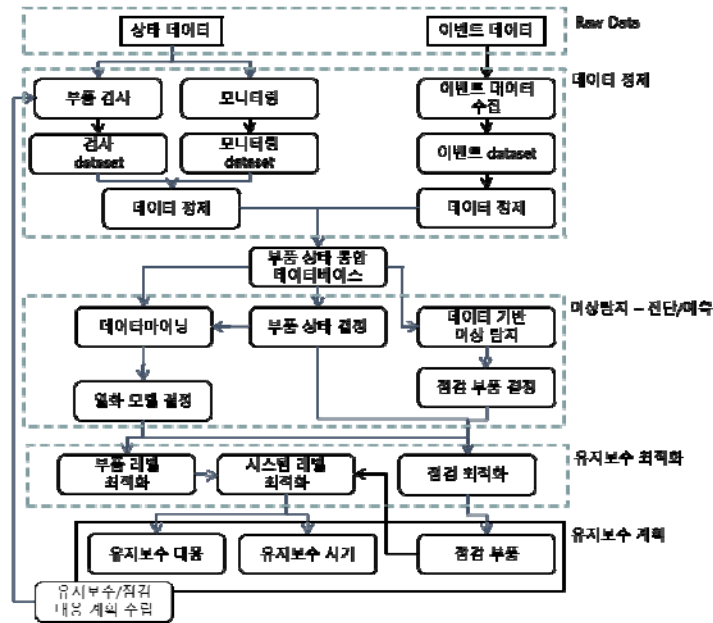 상태 데이터
이벤트 데이터
Raw Data
데이터 정제
부품 검사
모니터링
이벤트 데이터
수집
검사
dataset
모니터링
dataset
이벤트 dataset
데이터 정제
데이터 정제
부품 상태 통합
데이터베이스
이상탐지 – 진단/예측
데이터마이닝
부품 상태 결정
데이터 기반
이상 탐지
열화 모델 결정
점검 부품 결정
유지보수 최적화
부품 레벨
최적화
시스템 레벨
최적화
점검 최적화
유지보수 계획
유지보수 대응
유지보수 시기
점검 부품
유지보수/점검
내용 계획 수립